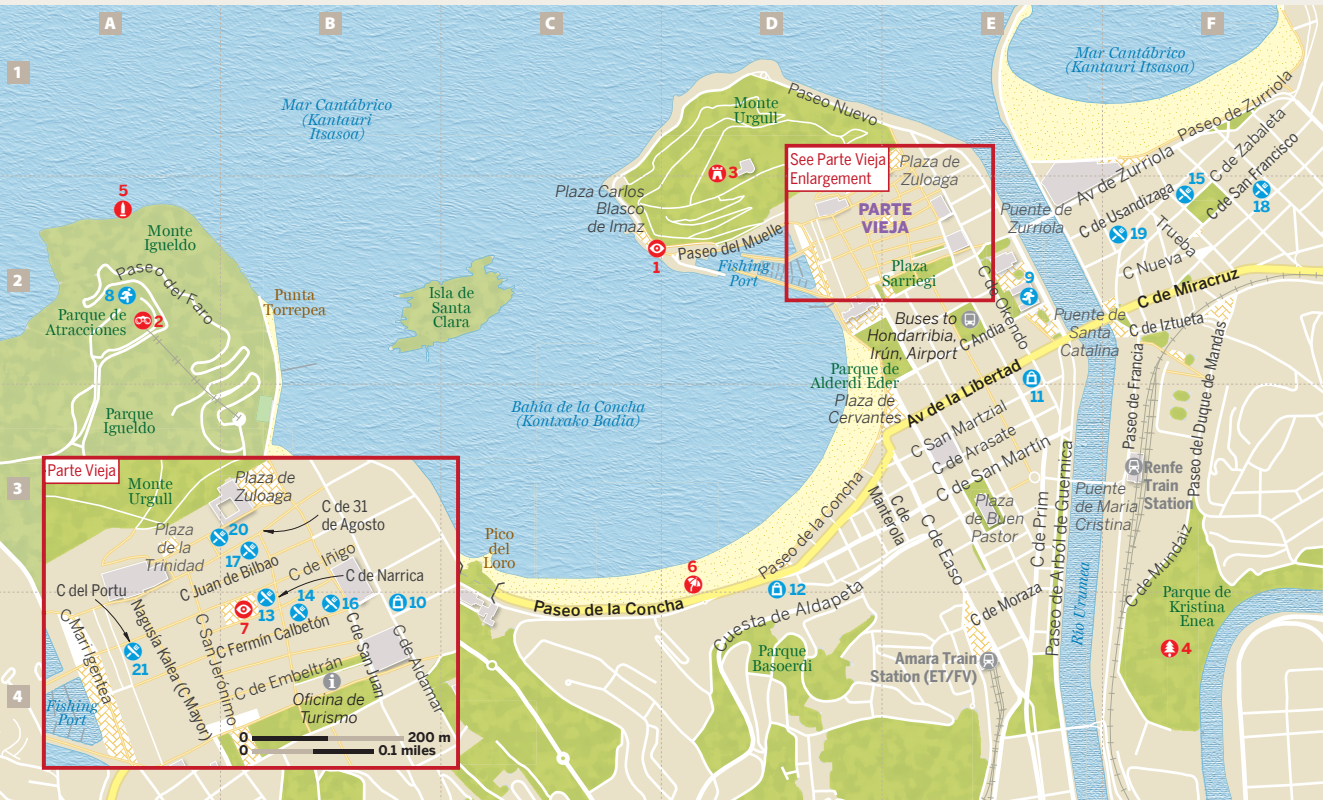 A
B
C
D
E
F
1
2
3
4
Mar Cantábrico
(Kantauri
Itsasoa)
Mar Cantábrico
(Kantauri Itsasoa)
Paseo Nuevo
Monte
Urgull
3
See Parte Vieja
Enlargement
Plaza de
Zuloaga
PARTE
VIEJA
Plaza
Sarriegi
Plaza Carlos
Blasco
de Imaz
1
Paseo del Muelle
Fishing
Port
Paseo de Zurriola
Av de Zurriola
C de Zabaleta
C de San Francisco
C de Usandizaga
15
18
19
Trueba
C Nueva
Puente de
Zurriola
C de Miracruz
C de Iztueta
5
Monte
Igueldo
Paseo del Faro
8
Parque de
Atracciones
2
Punta
Torrepea
Isla de
Santa
Clara
Parque
Igueldo
Bahía de la Concha
(Kontxako Badia)
9
C de Okendo
Buses to
Hondarribia,
Irún, Airport
C Andia
Puente de
Santa
Catalina
Parque de
Alderdi Eder
Plaza de
Cervantes
Av de la Libertad
11
C San Martzial
C de Arasate
C de San Martín
Plaza
de Buen
Pastor
C de Prim
Paseo de Arbol de Guernica
Puente
de María
Cristina
Paseo de Francia
Paseo del Duque de Mandas
Renfe
Train
Station
Río Urumea
C de Mundaiz
Parque de
Kristina
Enea
4
C de
Manterola
C de Easo
C de Moraza
Amara Train
Station (ET/FV)
Paseo de la Concha
6
12
Paseo de la Concha
Cuesta de Aldapeta
Parque
Basoerdi
Pico
del
Loro
Parte Vieja
Monte
Urgull
Plaza de
Zuloaga
C de 31
de Agosto
20
17
Plaza
de la
Trinidad
C Juan de Bilbao
C de Iñigo
C de Narrica
C del Portu
13
14
16
10
7
21
C Mari Igentea
Nagusía Kalea (C Mayor)
C San Jerónimo
C Fermín Calbetón
C de Embeltrán
C de San Juan
C de Aldamar
Oficina de
Turismo
Fishing
Port
0
200 m
0
0.1 miles